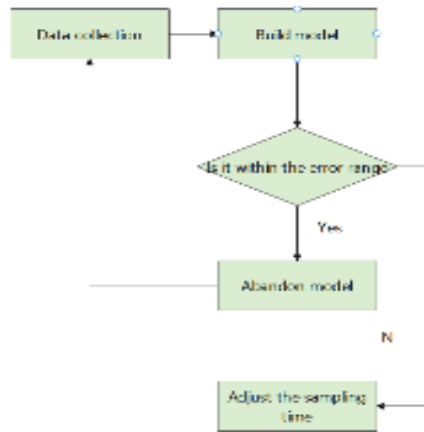 Data collection
Build model
Is it within the error range
Yes
Abandon model
N
Adjust the sampling
time